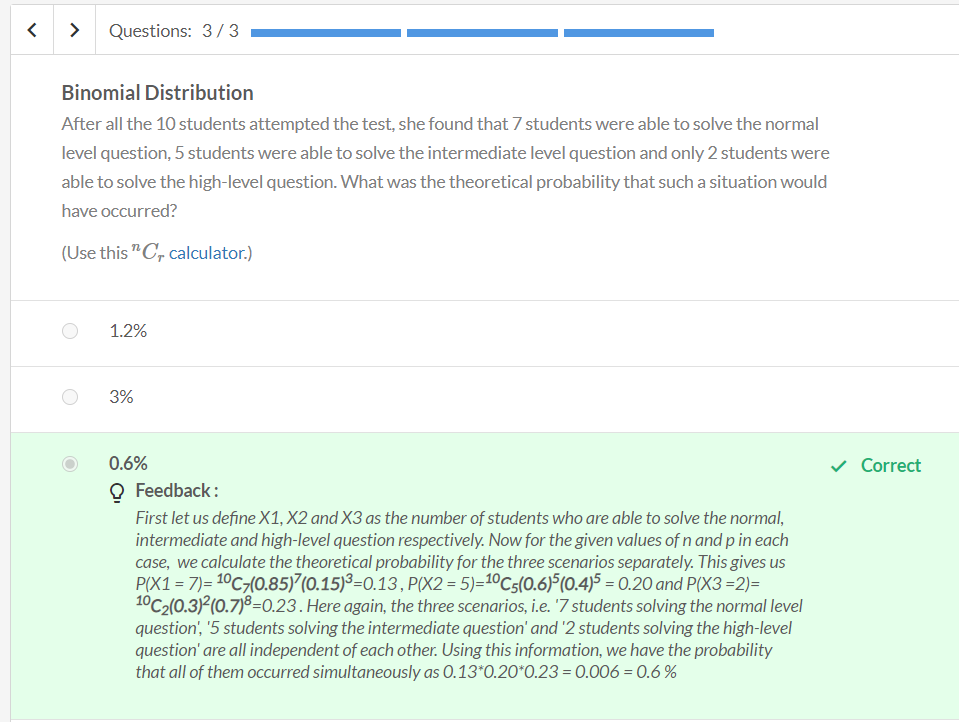 Questions: 3 / 3
Binomial Distribution
After all the 10 students attempted the test, she found that 7 students were able to solve the normal
level question, 5 students were able to solve the intermediate level question and only 2 students were
able to solve the high-level question. What was the theoretical probability that such a situation would
have occurred?
(Use this ⁿCᵣ calculator.)
1.2%
3%
0.6%
Correct
Feedback :
First let us define X1, X2 and X3 as the number of students who are able to solve the normal,
intermediate and high-level question respectively. Now for the given values of n and p in each
case, we calculate the theoretical probability for the three scenarios separately. This gives us
P(X1 = 7)= ¹⁰C₇(0.85)⁷(0.15)³=0.13 , P(X2 = 5)=¹⁰C₅(0.6)⁵(0.4)⁵ = 0.20 and P(X3 =2)=
¹⁰C₂(0.3)²(0.7)⁸=0.23 . Here again, the three scenarios, i.e. '7 students solving the normal level
question', '5 students solving the intermediate question' and '2 students solving the high-level
question' are all independent of each other. Using this information, we have the probability
that all of them occurred simultaneously as 0.13*0.20*0.23 = 0.006 = 0.6 %